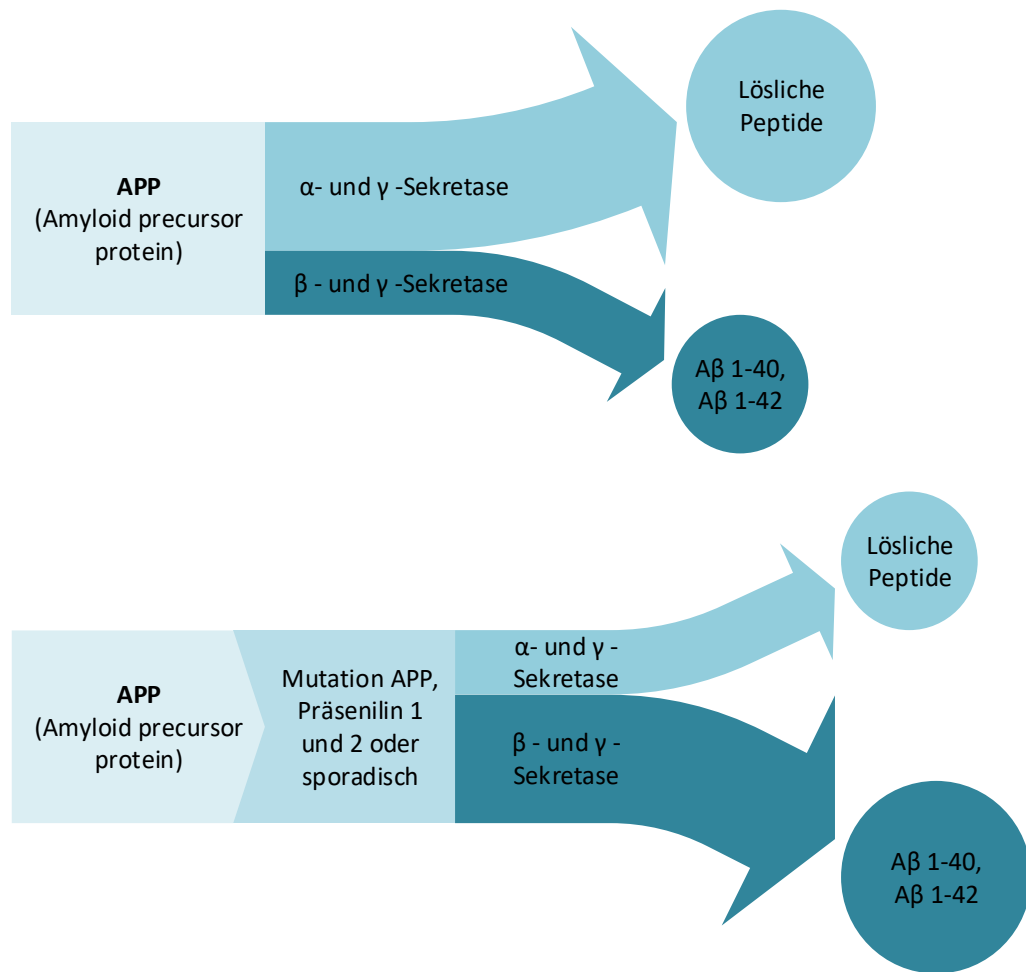 APP
(Amyloid precursor
protein)
α- und γ -Sekretase
β - und γ -Sekretase
Lösliche
Peptide
Aβ 1-40,
Aβ 1-42
APP
(Amyloid precursor
protein)
Mutation APP,
Präsenilin 1
und 2 oder
sporadisch
α- und γ -
Sekretase
β - und γ -
Sekretase
Lösliche
Peptide
Aβ 1-40,
Aβ 1-42